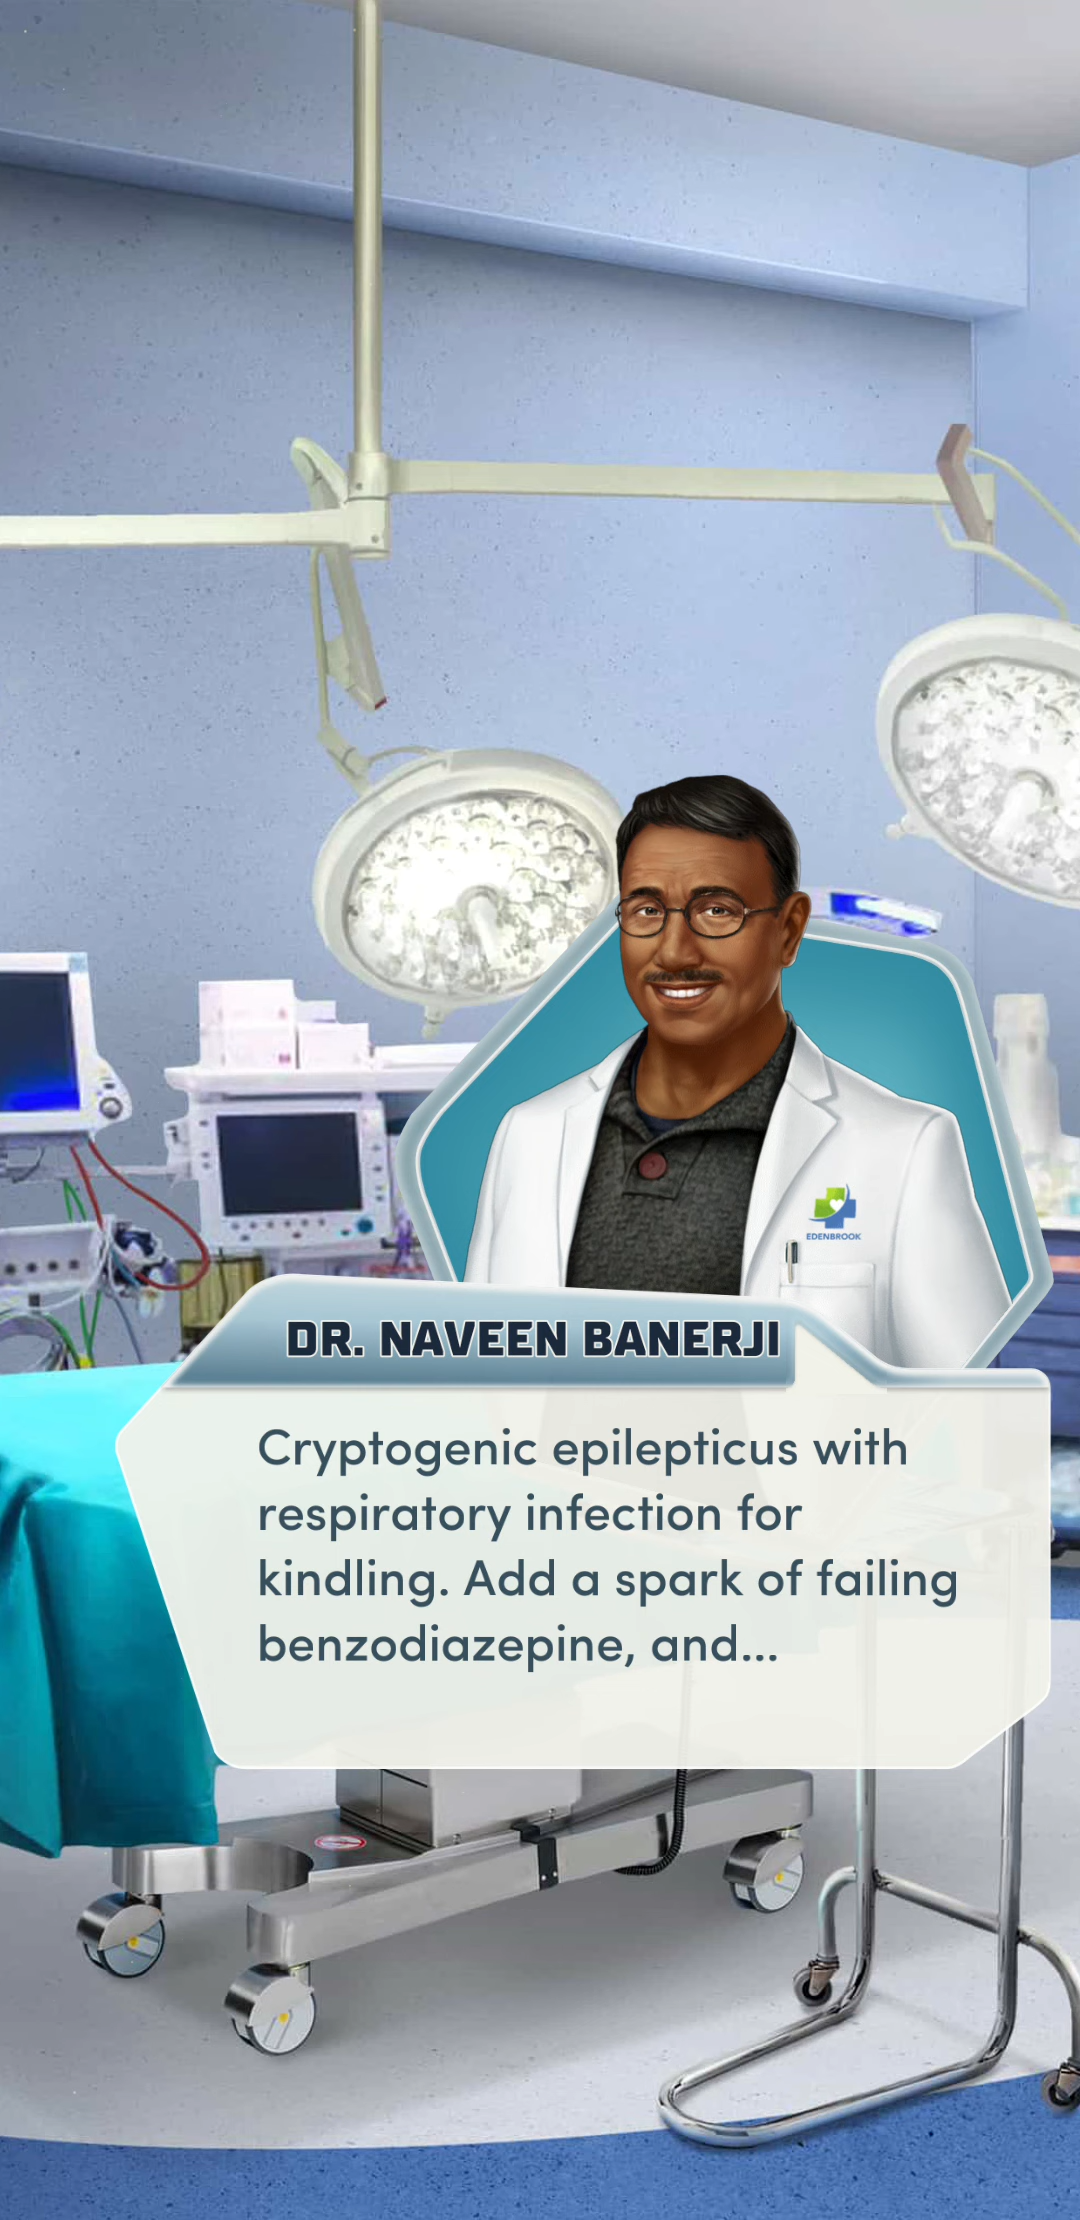 EDENBROOK
DR. NAVEEN BANERJI
Cryptogenic epilepticus with
respiratory infection for
kindling. Add a spark of failing
benzodiazepine, and...